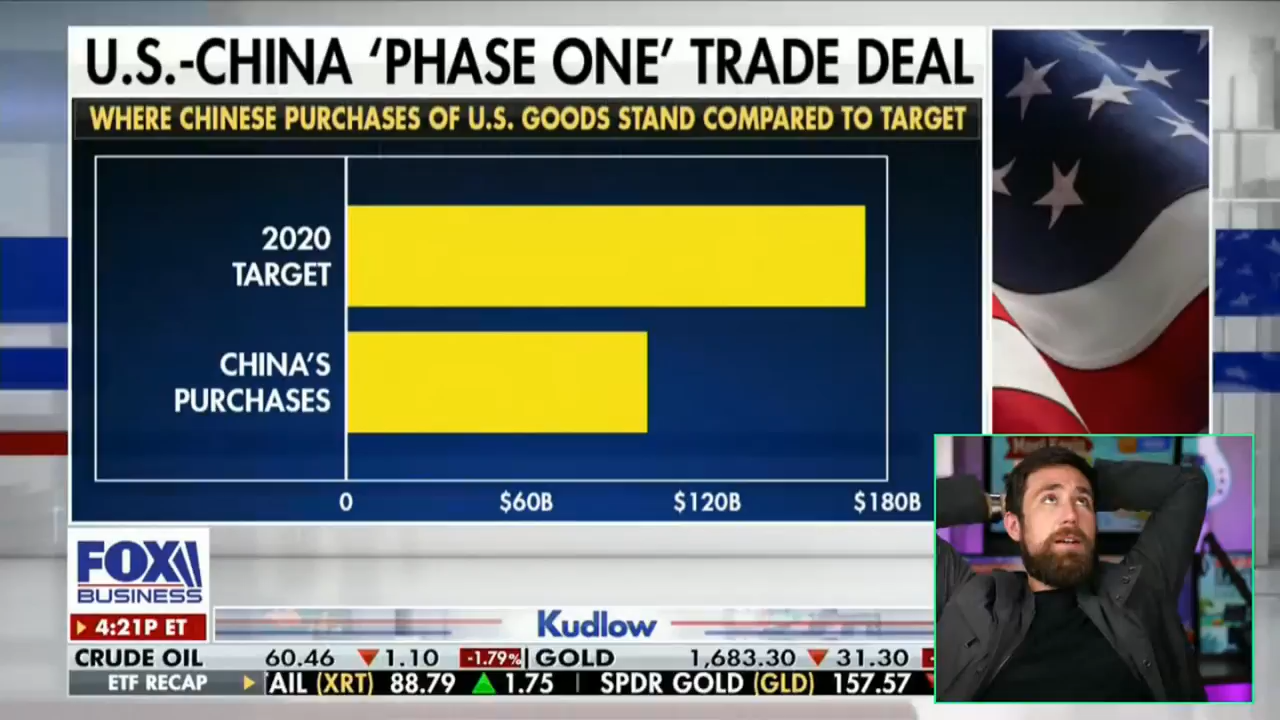 U.S.-CHINA ‘PHASE ONE’ TRADE DEAL
WHERE CHINESE PURCHASES OF U.S. GOODS STAND COMPARED TO TARGET
2020
TARGET
CHINA’S
PURCHASES
0 $60B $120B $180B
FOX
BUSINESS
4:21P ET
Kudlow
CRUDE OIL 60.46 ▼ 1.10 -1.79% GOLD 1,683.30 ▼ 31.30
ETF RECAP AIL (XRT) 88.79 ▲ 1.75 | SPDR GOLD (GLD) 157.57